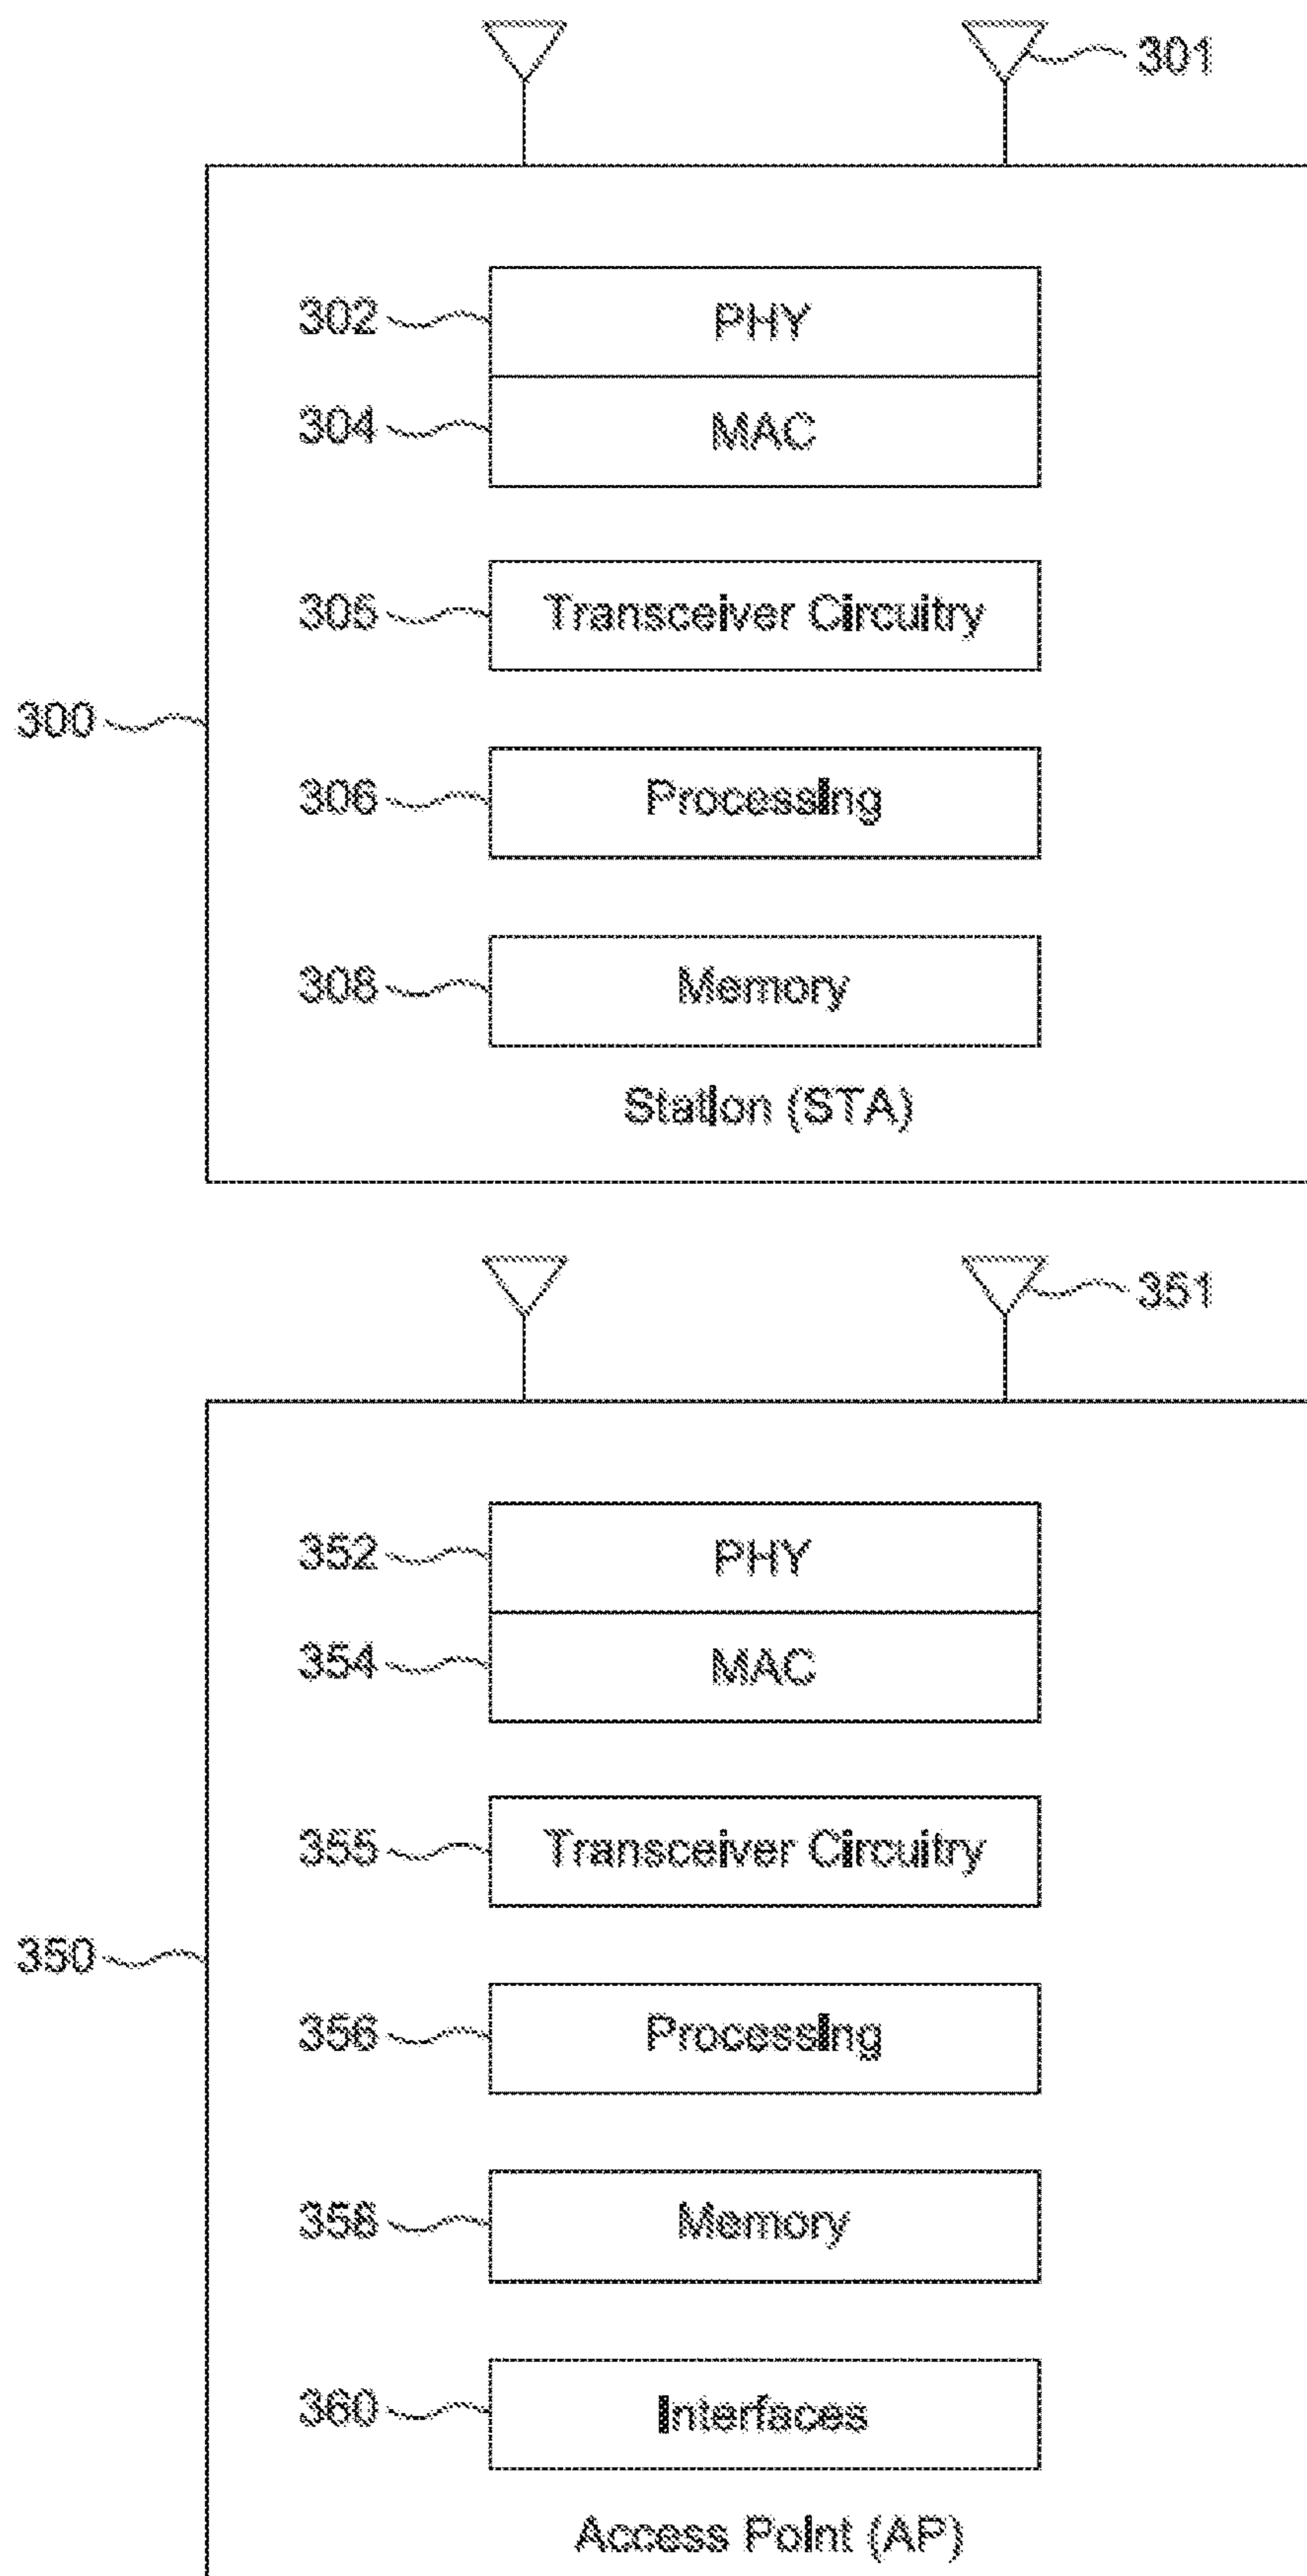 301
302 PHY
304 MAC
305 Transceiver Circuitry
300
306 Processing
308 Memory
Station (STA)
351
352 PHY
354 MAC
355 Transceiver Circuitry
350
356 Processing
358 Memory
360 Interfaces
Access Point (AP)